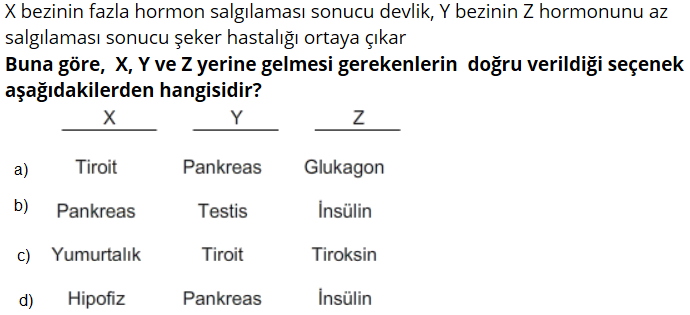 X bezinin fazla hormon salgılaması sonucu devlik, Y bezinin Z hormonunu az
salgılaması sonucu şeker hastalığı ortaya çıkar
Buna göre, X, Y ve Z yerine gelmesi gerekenlerin doğru verildiği seçenek
aşağıdakilerden hangisidir?
X Y Z
a) Tiroit Pankreas Glukagon
b) Pankreas Testis İnsülin
c) Yumurtalık Tiroit Tiroksin
d) Hipofiz Pankreas İnsülin